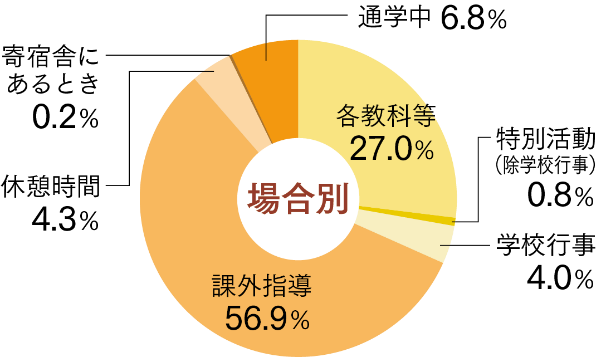 通学中 6.8%
寄宿舎に
あるとき
0.2%
各教科等
27.0%
特別活動
(除学校行事)
0.8%
休憩時間
4.3%
場合別
学校行事
4.0%
課外指導
56.9%